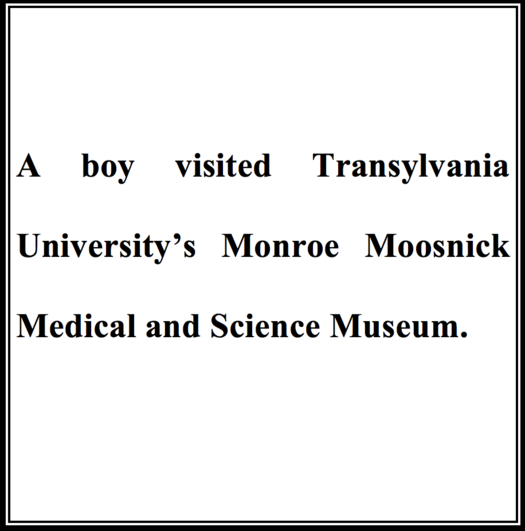 A boy visited Transylvania
University’s Monroe Moosnick
Medical and Science Museum.